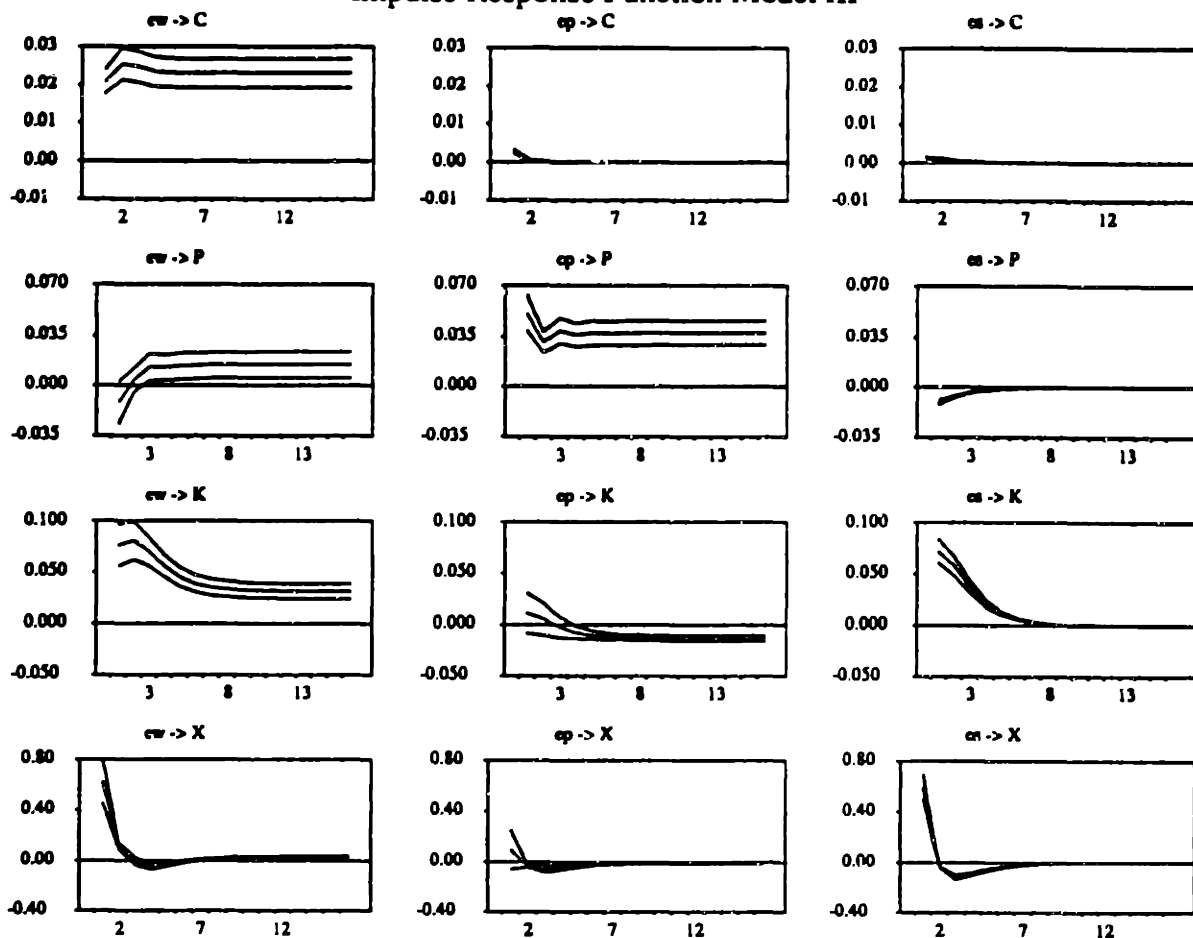 Impulse Response Function Model III
ew -> C
ep -> C
es -> C
0.03
0.02
0.01
0.00
-0.01
2 7 12
0.03
0.02
0.01
0.00
-0.01
2 7 12
0.03
0.02
0.01
0.00
-0.01
2 7 12
ew -> P
ep -> P
es -> P
0.070
0.035
0.000
-0.035
3 8 13
0.070
0.035
0.000
-0.035
3 8 13
0.070
0.035
0.000
-0.035
3 8 13
ew -> K
ep -> K
es -> K
0.100
0.050
0.000
-0.050
3 8 13
0.100
0.050
0.000
-0.050
3 8 13
0.100
0.050
0.000
-0.050
3 8 13
ew -> X
ep -> X
es -> X
0.80
0.40
0.00
-0.40
2 7 12
0.80
0.40
0.00
-0.40
2 7 12
0.80
0.40
0.00
-0.40
2 7 12